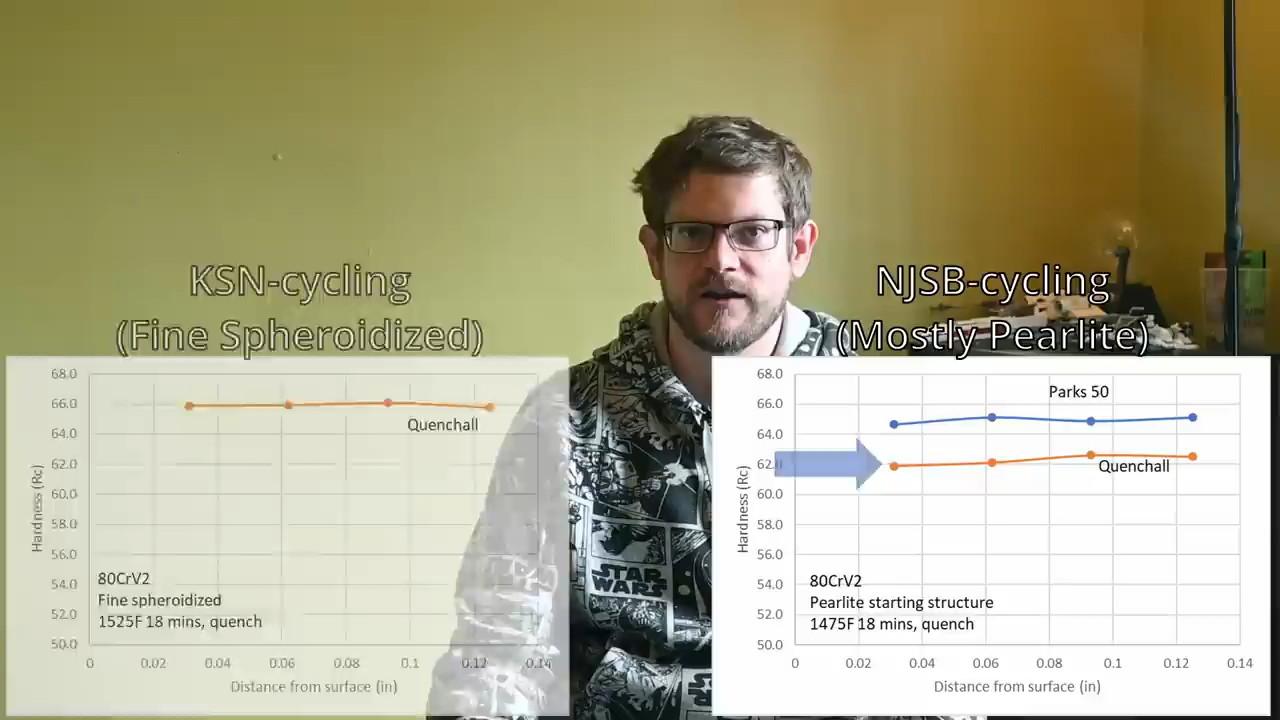 KSN-cycling
(Fine Spheroidized)
68.0
66.0
64.0
62.0
60.0
58.0
56.0
54.0
52.0
50.0
Hardness (Rc)
Quenchall
80CrV2
Fine spheroidized
1525F 18 mins, quench
0 0.02 0.04 0.06 0.08 0.1 0.12 0.14
Distance from surface (in)
STAR
WARS
NJSB-cycling
(Mostly Pearlite)
68.0
66.0
64.0
62.0
60.0
58.0
56.0
54.0
52.0
50.0
Hardness (Rc)
Parks 50
Quenchall
80CrV2
Pearlite starting structure
1475F 18 mins, quench
0 0.02 0.04 0.06 0.08 0.1 0.12 0.14
Distance from surface (in)